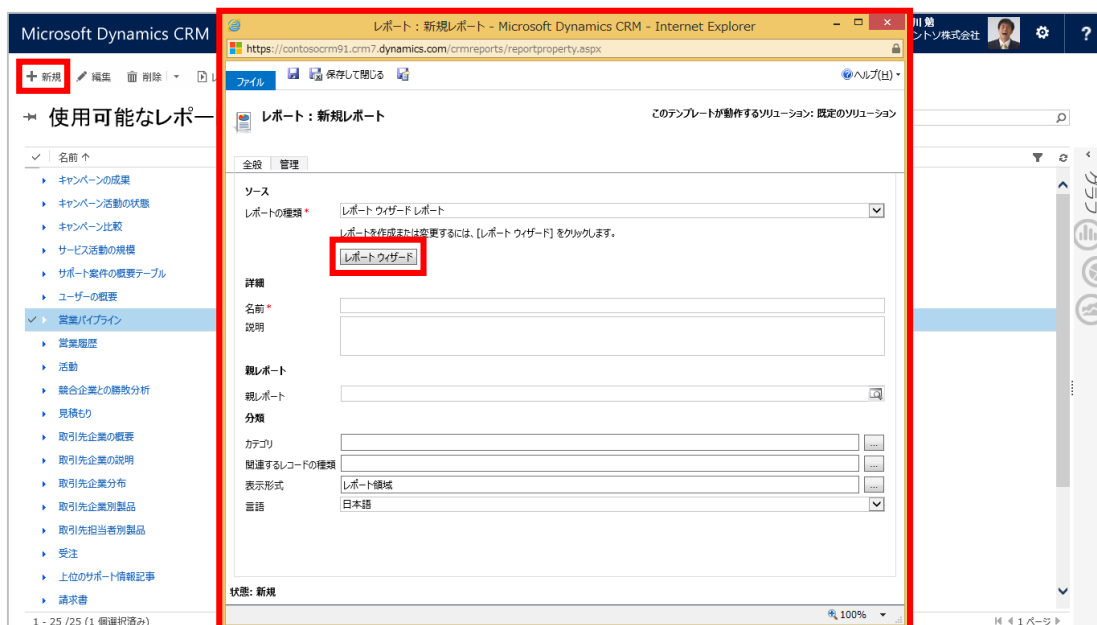 Microsoft Dynamics CRM
川 勉
ントソ株式会社
?
新規
編集
削除
使用可能なレポー
名前
キャンペーンの成果
キャンペーン活動の状態
キャンペーン比較
サービス活動の規模
サポート案件の概要テーブル
ユーザーの概要
営業パイプライン
営業履歴
活動
競合企業との勝敗分析
見積もり
取引先企業の概要
取引先企業の説明
取引先企業分布
取引先企業別製品
取引先担当者別製品
受注
上位のサポート情報記事
請求書
1 - 25 /25 (1 個選択済み)
レポート : 新規レポート - Microsoft Dynamics CRM - Internet Explorer
https://contosocrm91.crm7.dynamics.com/crmreports/reportproperty.aspx
ファイル
保存して閉じる
ヘルプ(H)
レポート : 新規レポート
このテンプレートが動作するソリューション: 既定のソリューション
全般
管理
ソース
レポートの種類*
レポート ウィザード レポート
レポートを作成または変更するには、[レポート ウィザード] をクリックします。
レポート ウィザード
詳細
名前*
説明
親レポート
親レポート
分類
カテゴリ
...
関連するレコードの種類
...
表示形式
レポート領域
...
言語
日本語
状態: 新規
100%
グラフ
1 ページ